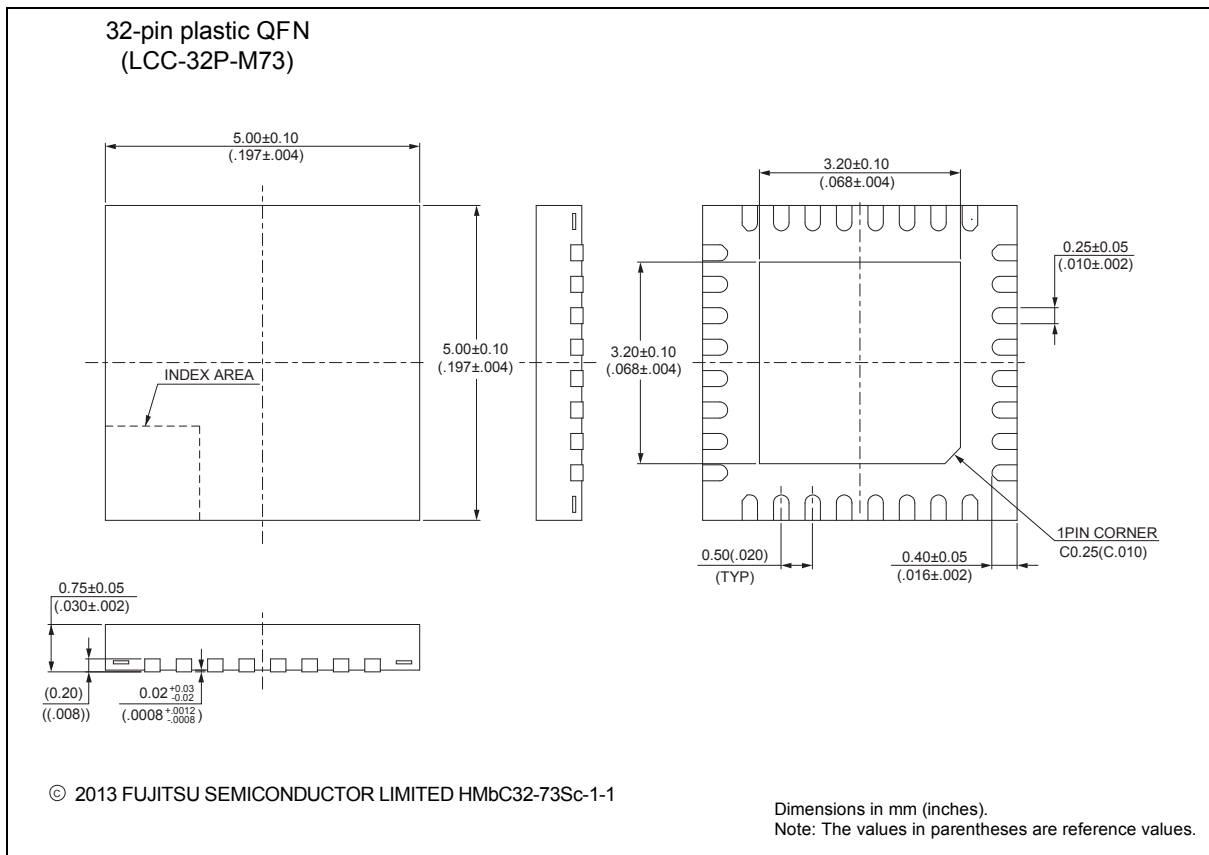 32-pin plastic QFN
(LCC-32P-M73)
5.00±0.10
(.197±.004)
3.20±0.10
(.068±.004)
0.25±0.05
(.010±.002)
5.00±0.10
(.197±.004)
3.20±0.10
(.068±.004)
INDEX AREA
1PIN CORNER
C0.25(C.010)
0.50(.020)
(TYP)
0.40±0.05
(.016±.002)
0.75±0.05
(.030±.002)
(0.20)
((.008))
0.02 +0.03 -0.02
(.0008 +.0012 -.0008)
© 2013 FUJITSU SEMICONDUCTOR LIMITED HMbC32-73Sc-1-1
Dimensions in mm (inches).
Note: The values in parentheses are reference values.